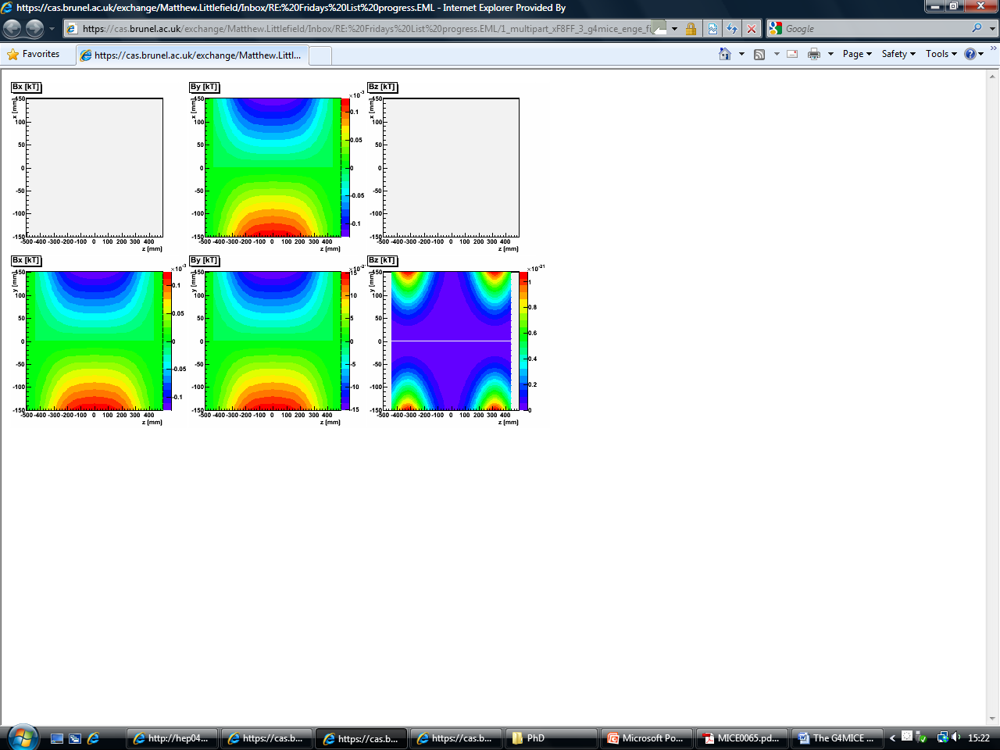 https://cas.brunel.ac.uk/exchange/Matthew.Littlefield/Inbox/RE:%20Fridays%20List%20progress.EML - Internet Explorer Provided By
https://cas.brunel.ac.uk/exchange/Matthew.Littlefield/Inbox/RE:%20Fridays%20List%20progress.EML/1_multipart_xF8FF_3_g4mice_enge_fi
Google
Favorites
https://cas.brunel.ac.uk/exchange/Matthew.Littl...
Page
Safety
Tools
Bx [kT]
By [kT]
Bz [kT]
x [mm]
150
100
50
0
-50
-100
-150
-500 -400 -300 -200 -100 0 100 200 300 400
z [mm]
x [mm]
150
100
50
0
-50
-100
-150
-500 -400 -300 -200 -100 0 100 200 300 400
z [mm]
×10-3
0.1
0.05
0
-0.05
-0.1
x [mm]
150
100
50
0
-50
-100
-150
-500 -400 -300 -200 -100 0 100 200 300 400
z [mm]
Bx [kT]
By [kT]
Bz [kT]
y [mm]
150
100
50
0
-50
-100
-150
-500 -400 -300 -200 -100 0 100 200 300 400
z [mm]
×10-3
0.1
0.05
0
-0.05
-0.1
y [mm]
150
100
50
0
-50
-100
-150
-500 -400 -300 -200 -100 0 100 200 300 400
z [mm]
15
10
5
0
-5
-10
-15
y [mm]
150
100
50
0
-50
-100
-150
-500 -400 -300 -200 -100 0 100 200 300 400
z [mm]
×10-21
1
0.8
0.6
0.4
0.2
0
http://hep04...
https://cas.b...
https://cas.b...
https://cas.b...
PhD
Microsoft Po...
MICE0065.pd...
The G4MICE ...
15:22